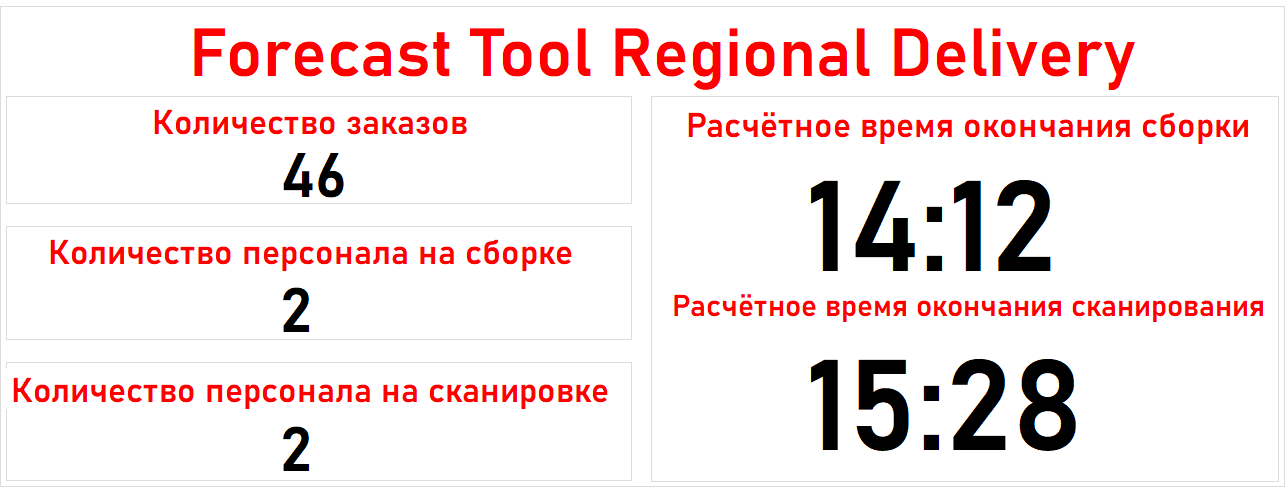 Forecast Tool Regional Delivery
Количество заказов
46
Количество персонала на сборке
2
Количество персонала на сканировке
2
Расчётное время окончания сборки
14:12
Расчётное время окончания сканирования
15:28